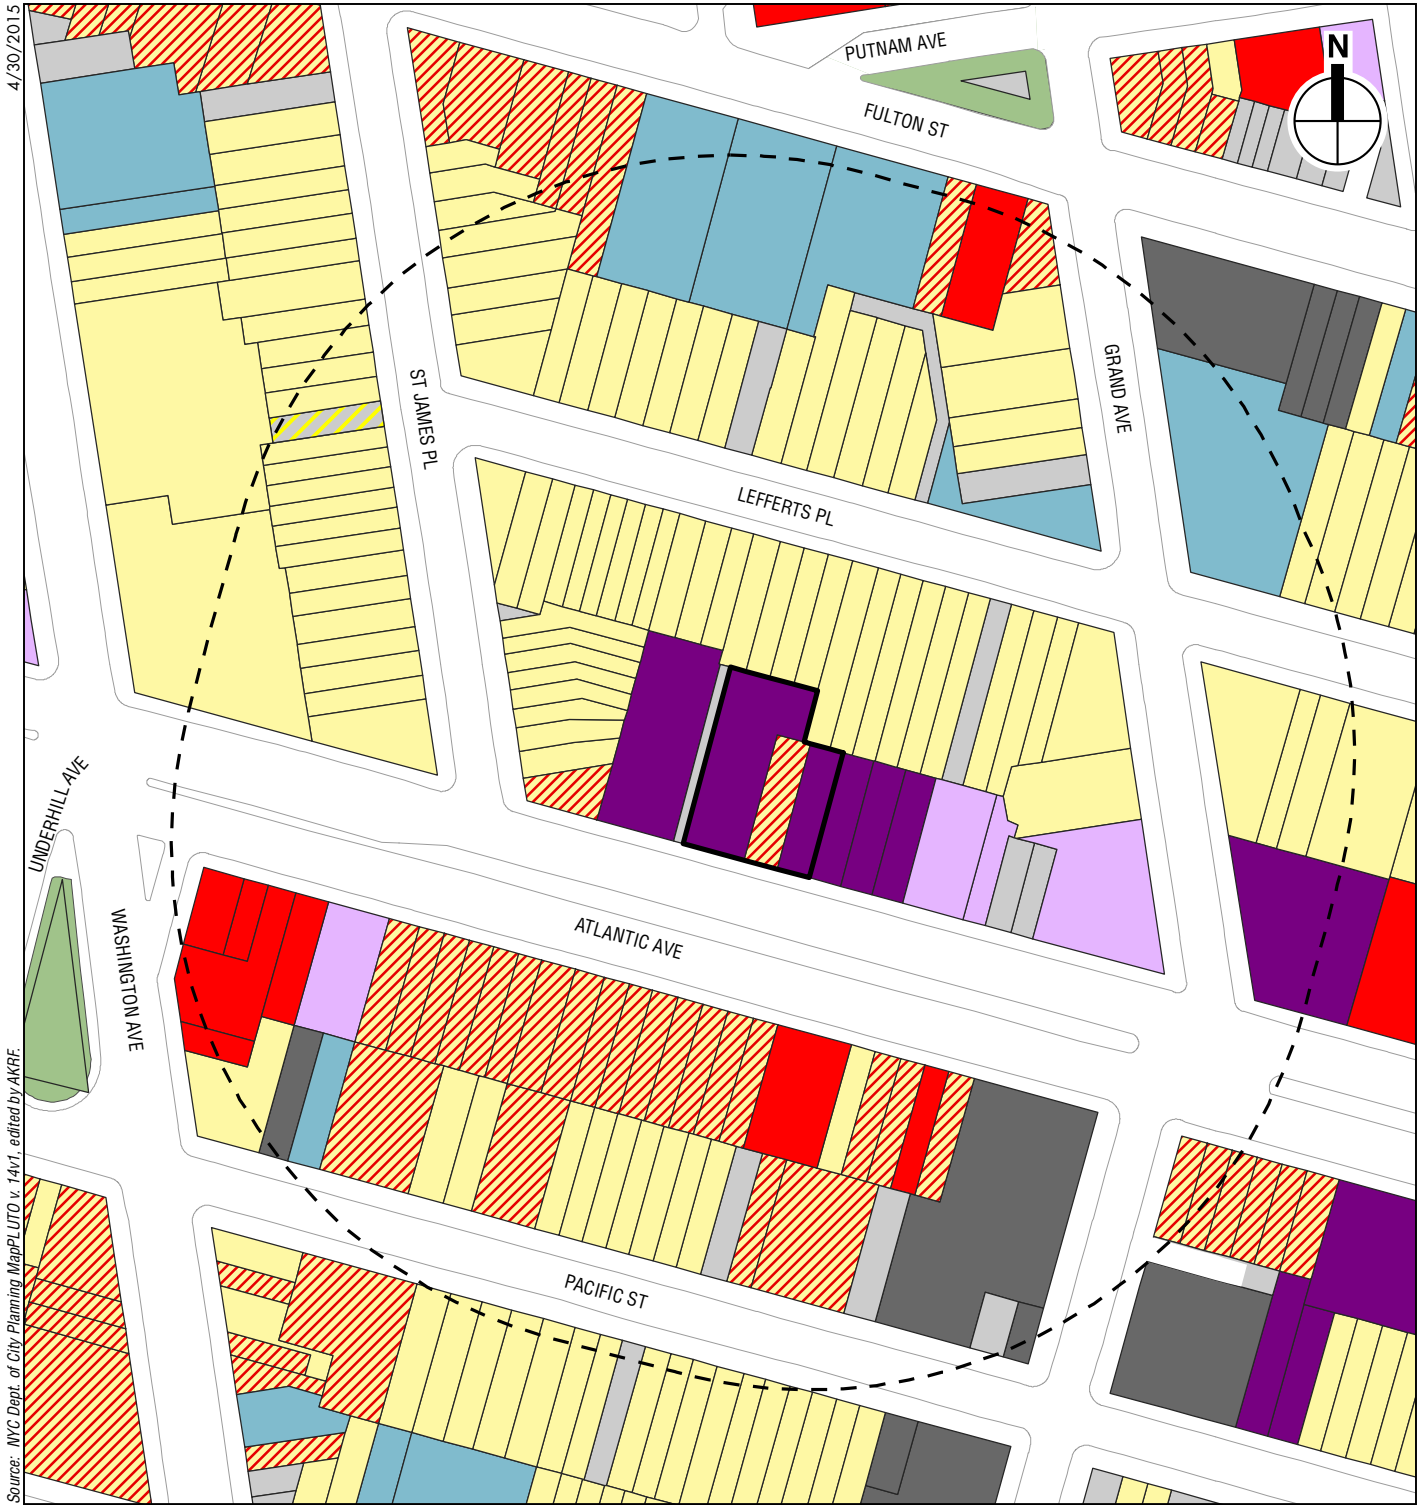 4/30/2015
PUTNAM AVE
N
FULTON ST
GRAND AVE
ST JAMES PL
LEFFERTS PL
UNDERHILL AVE
WASHINGTON AVE
ATLANTIC AVE
PACIFIC ST
Source: NYC Dept. of City Planning MapPLUTO v. 14v1, edited by AKRF.